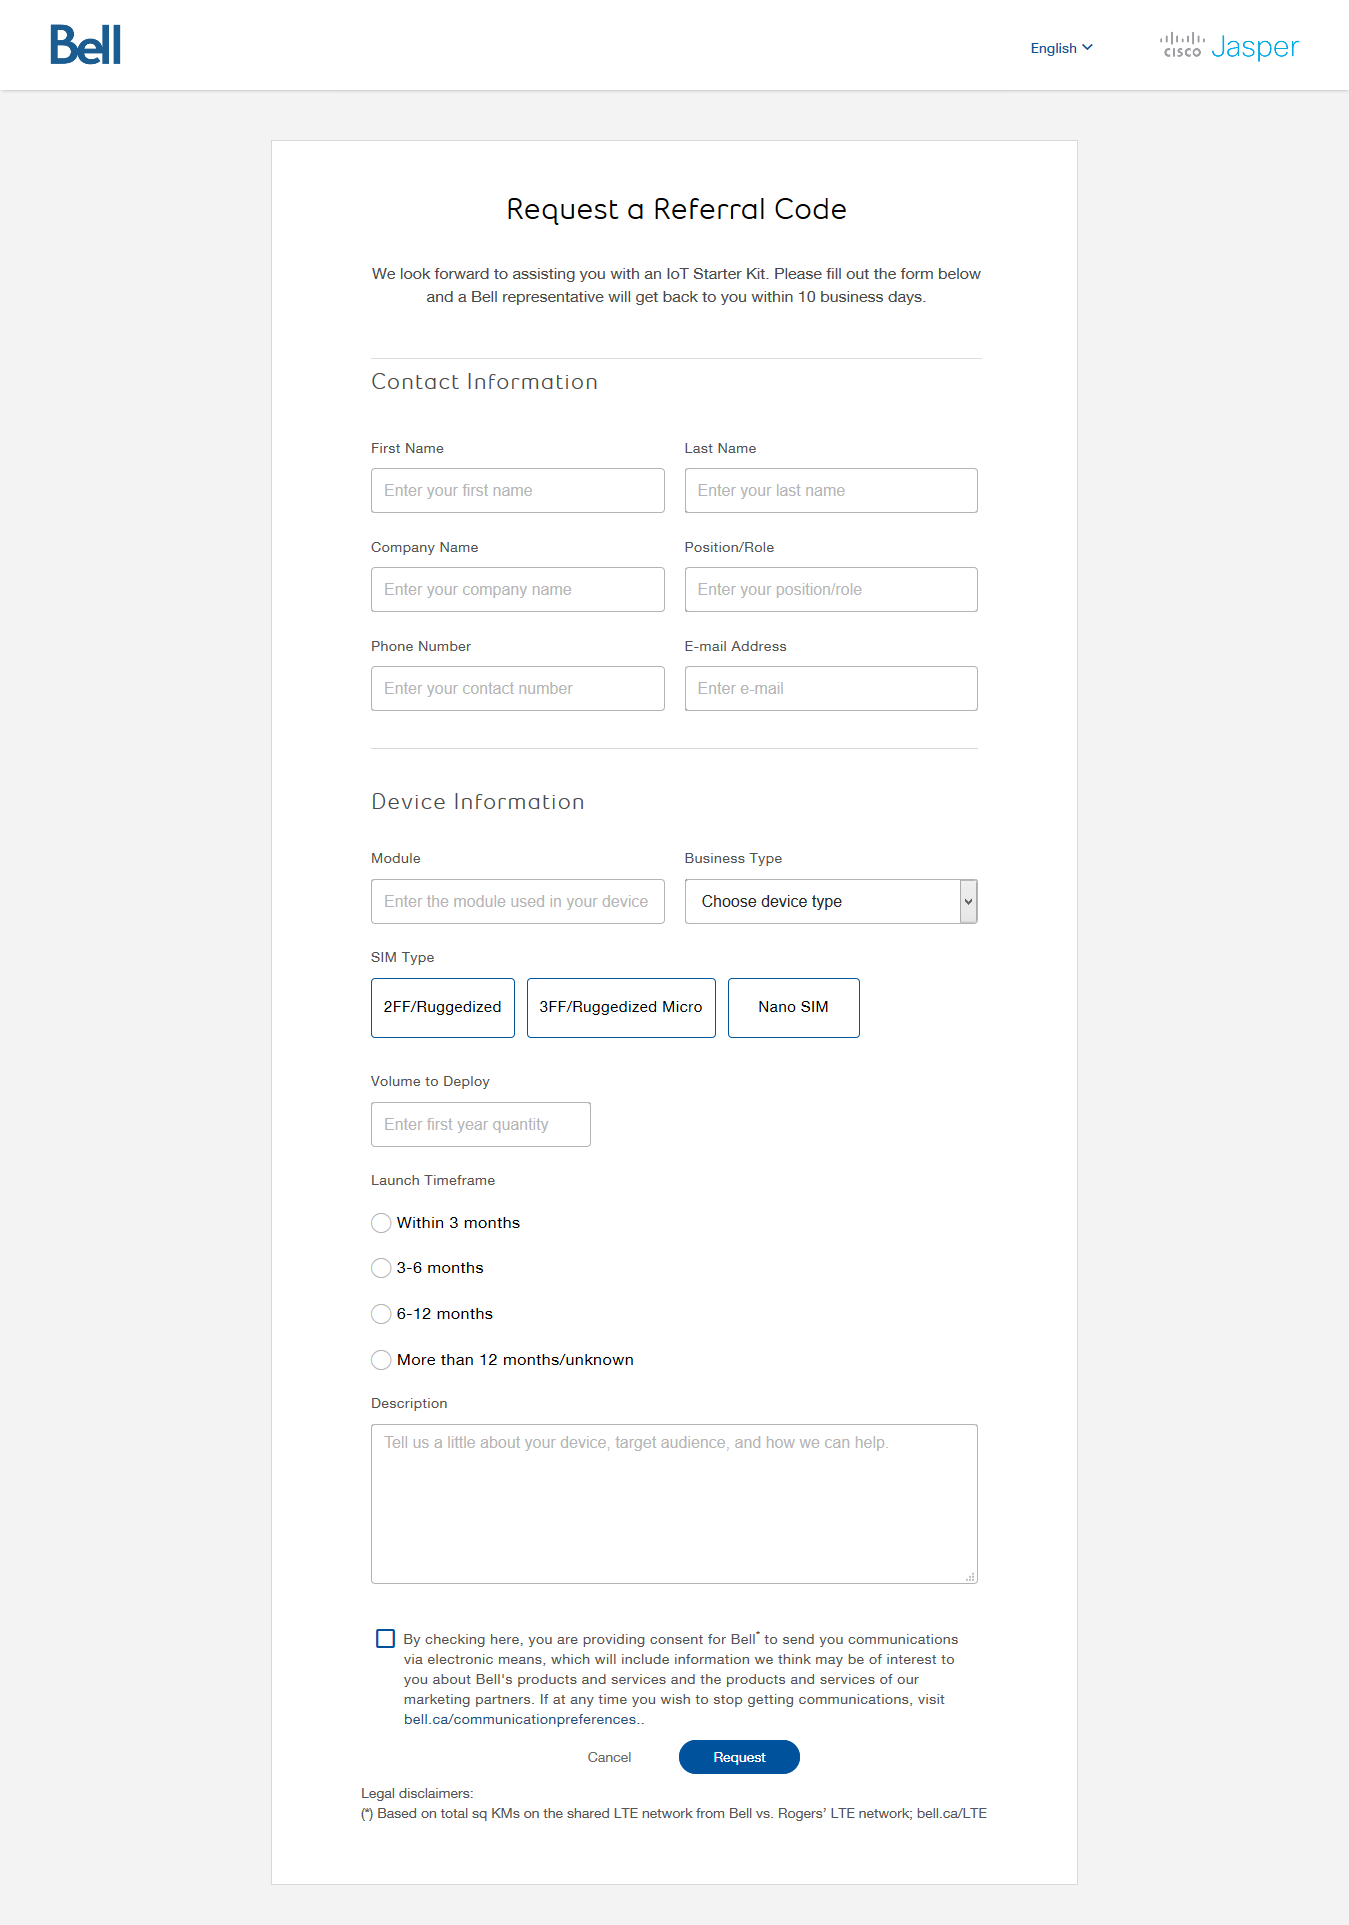 Bell
English
CISCO Jasper
Request a Referral Code
We look forward to assisting you with an IoT Starter Kit. Please fill out the form below
and a Bell representative will get back to you within 10 business days.
Contact Information
First Name
Last Name
Enter your first name
Enter your last name
Company Name
Position/Role
Enter your company name
Enter your position/role
Phone Number
E-mail Address
Enter your contact number
Enter e-mail
Device Information
Module
Business Type
Enter the module used in your device
Choose device type
SIM Type
2FF/Ruggedized
3FF/Ruggedized Micro
Nano SIM
Volume to Deploy
Enter first year quantity
Launch Timeframe
Within 3 months
3-6 months
6-12 months
More than 12 months/unknown
Description
Tell us a little about your device, target audience, and how we can help.
By checking here, you are providing consent for Bell* to send you communications
via electronic means, which will include information we think may be of interest to
you about Bell's products and services and the products and services of our
marketing partners. If at any time you wish to stop getting communications, visit
bell.ca/communicationpreferences..
Cancel
Request
Legal disclaimers:
(*) Based on total sq KMs on the shared LTE network from Bell vs. Rogers’ LTE network; bell.ca/LTE